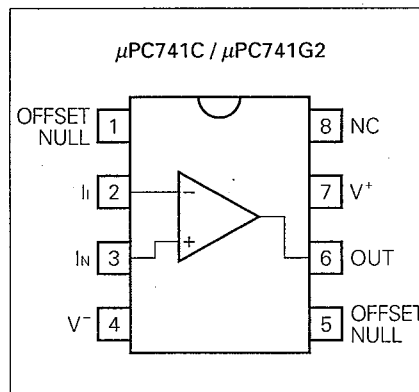 μPC741C / μPC741G2
OFFSET
NULL
1
8
NC
II
2
−
7
V⁺
IN
3
+
6
OUT
V⁻
4
5
OFFSET
NULL